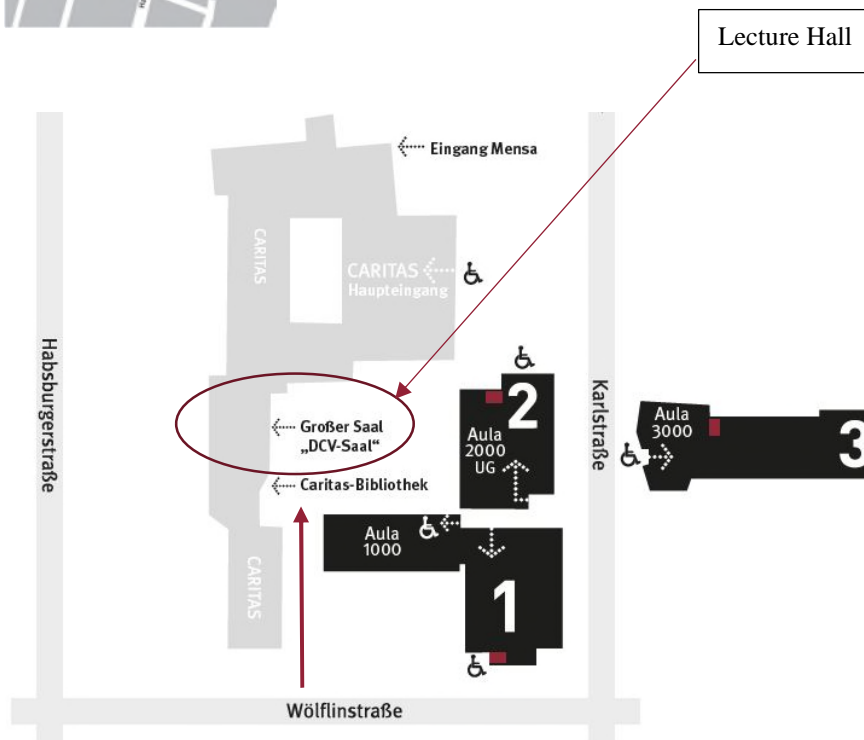 Lecture Hall
Eingang Mensa
CARITAS
CARITAS
Haupteingang
Habsburgerstraße
Karlstraße
2
Aula
2000
UG
Aula
3000
3
Großer Saal
„DCV-Saal“
Caritas-Bibliothek
Aula
1000
1
CARITAS
Wölflinstraße